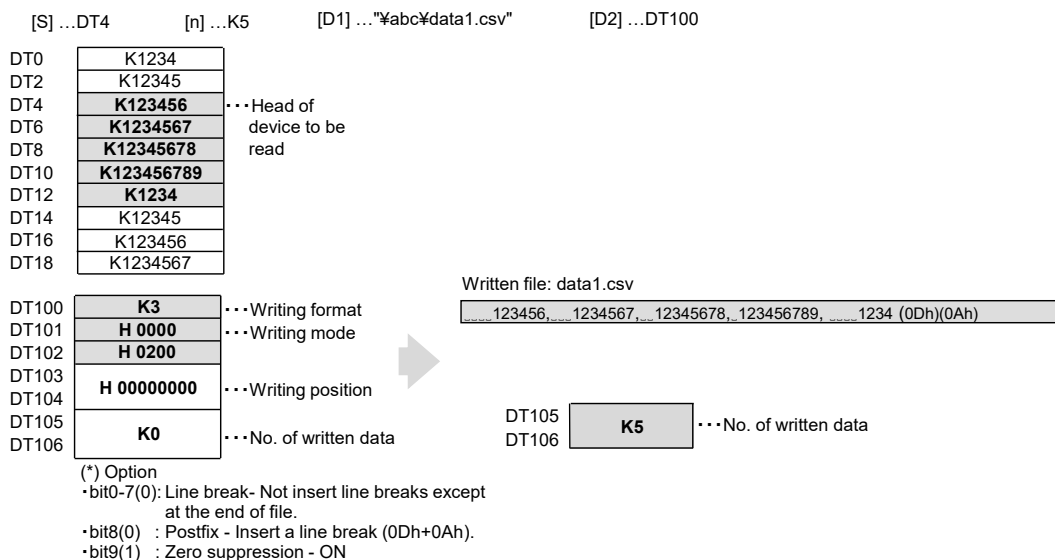 [S] …DT4 [n] …K5 [D1] …"¥abc¥data1.csv" [D2] …DT100
DT0 K1234
DT2 K12345
DT4 K123456 ･･･Head of
DT6 K1234567 device to be
DT8 K12345678 read
DT10 K123456789
DT12 K1234
DT14 K12345
DT16 K123456
DT18 K1234567
Written file: data1.csv
DT100 K3 ･･･Writing format
␣␣␣␣123456,␣␣␣1234567,␣␣12345678,␣123456789, ␣␣␣␣1234 (0Dh)(0Ah)
DT101 H 0000 ･･･Writing mode
DT102 H 0200
DT103
DT104 H 00000000 ･･･Writing position
DT105
DT106 K0 ･･･No. of written data
DT105
DT106 K5 ･･･No. of written data
(*) Option
･bit0-7(0): Line break- Not insert line breaks except
at the end of file.
･bit8(0) : Postfix - Insert a line break (0Dh+0Ah).
･bit9(1) : Zero suppression - ON